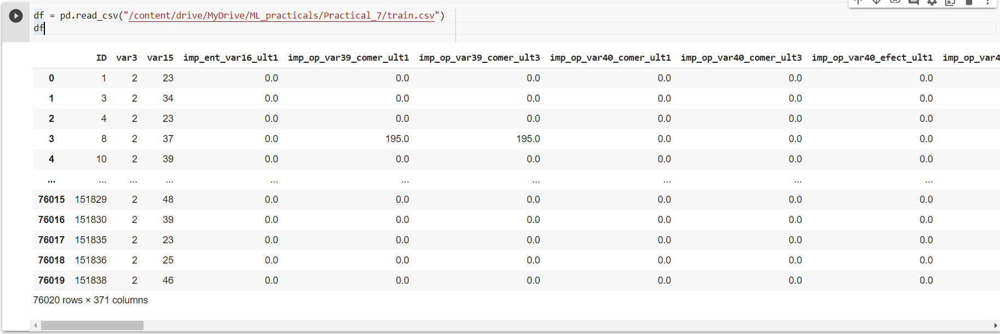 df = pd.read_csv("/content/drive/MyDrive/ML_practicals/Practical_7/train.csv")
df
ID var3 var15 imp_ent_var16_ult1 imp_op_var39_comer_ult1 imp_op_var39_comer_ult3 imp_op_var40_comer_ult1 imp_op_var40_comer_ult3 imp_op_var40_efect_ult1 imp_op_var4
0 1 2 23 0.0 0.0 0.0 0.0 0.0 0.0
1 3 2 34 0.0 0.0 0.0 0.0 0.0 0.0
2 4 2 23 0.0 0.0 0.0 0.0 0.0 0.0
3 8 2 37 0.0 195.0 195.0 0.0 0.0 0.0
4 10 2 39 0.0 0.0 0.0 0.0 0.0 0.0
... ... ... ... ... ... ... ... ... ...
76015 151829 2 48 0.0 0.0 0.0 0.0 0.0 0.0
76016 151830 2 39 0.0 0.0 0.0 0.0 0.0 0.0
76017 151835 2 23 0.0 0.0 0.0 0.0 0.0 0.0
76018 151836 2 25 0.0 0.0 0.0 0.0 0.0 0.0
76019 151838 2 46 0.0 0.0 0.0 0.0 0.0 0.0
76020 rows × 371 columns